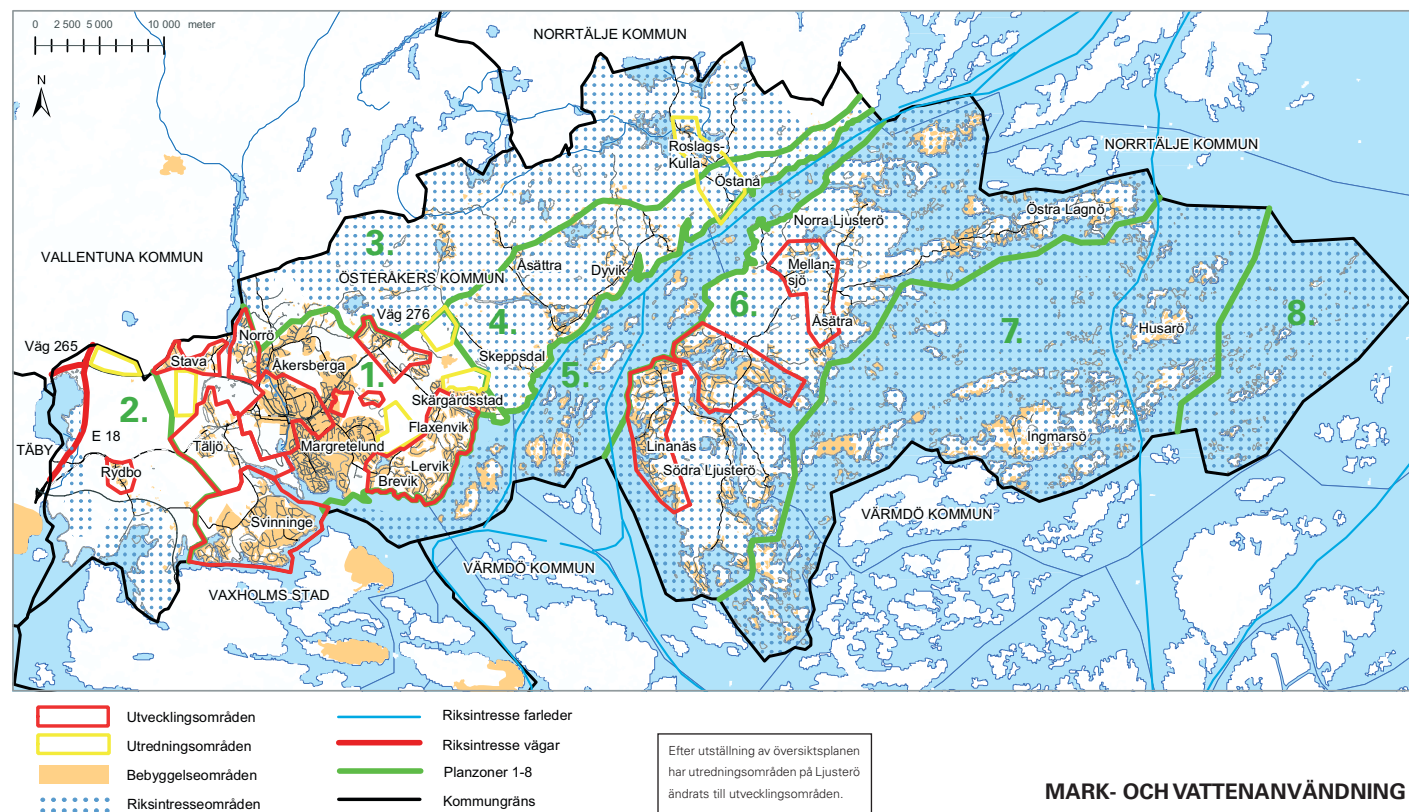 0 2 500 5 000 10 000 meter
N
NORRTÄLJE KOMMUN
NORRTÄLJE KOMMUN
VALLENTUNA KOMMUN
Roslags-
Kulla
Östanå
3.
ÖSTERÅKERS KOMMUN
Åsättra
Dyvik
Norra Ljusterö
Östra Lagnö
Mellan-
sjö
Väg 276
4.
6
Åsätra
7.
Husarö
8.
Väg 265
Norrö
Stava
Åkersberga
1.
Skeppsdal
5.
2.
Skärgårdsstad
Flaxenvik
E 18
TÄBY
Täljö
Margretelund
Linanäs
Ingmarsö
Rydbo
Lervik
Brevik
Södra Ljusterö
Svinninge
VÄRMDÖ KOMMUN
VÄRMDÖ KOMMUN
VAXHOLMS STAD
Utvecklingsområden
Utredningsområden
Bebyggelseområden
Riksintresseområden
Riksintresse farleder
Riksintresse vägar
Planzoner 1-8
Kommungräns
Efter utställning av översiktsplanen
har utredningsområden på Ljusterö
ändrats till utvecklingsområden.
MARK- OCH VATTENANVÄNDNING